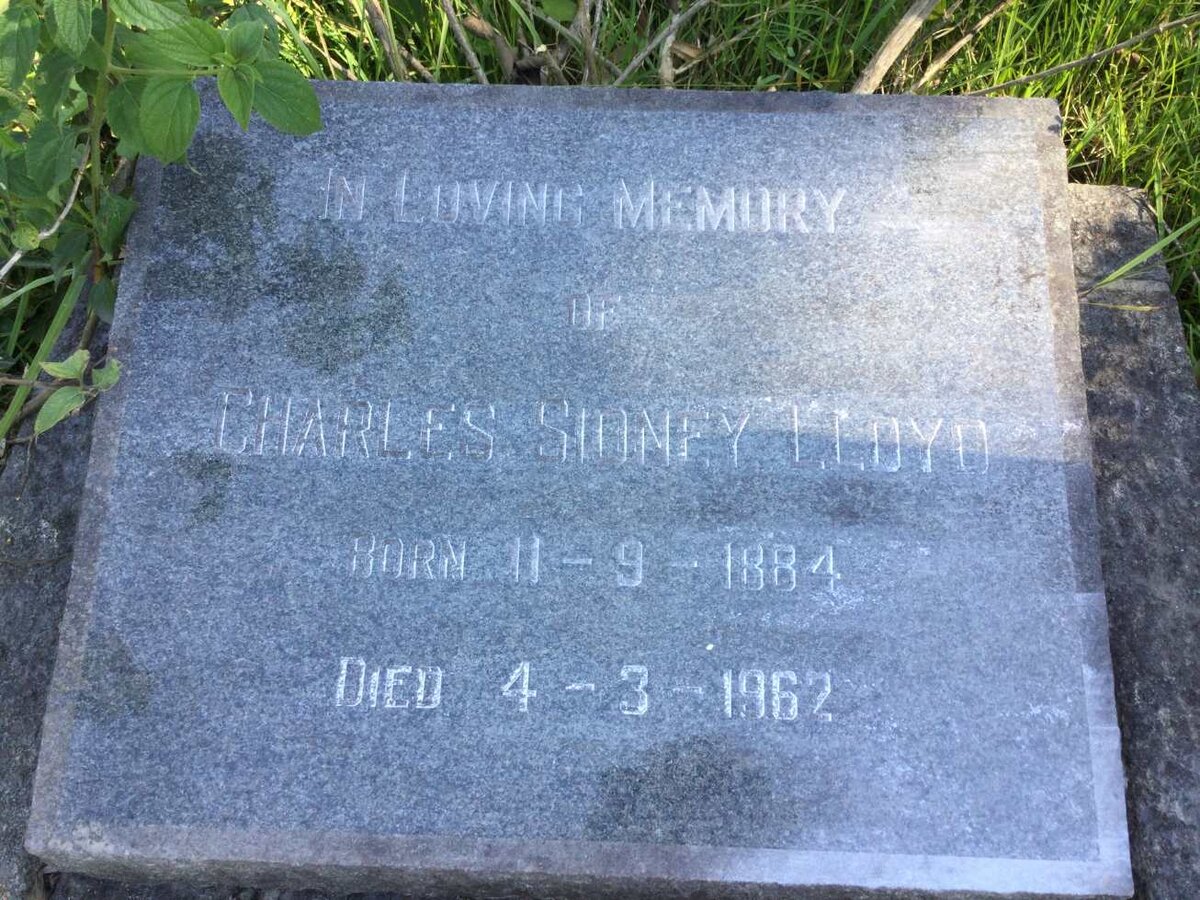 IN LOVING MEMORY
OF
CHARLES SIDNEY LLOYD
BORN 11 - 9 - 1884
DIED 4 - 3 - 1962